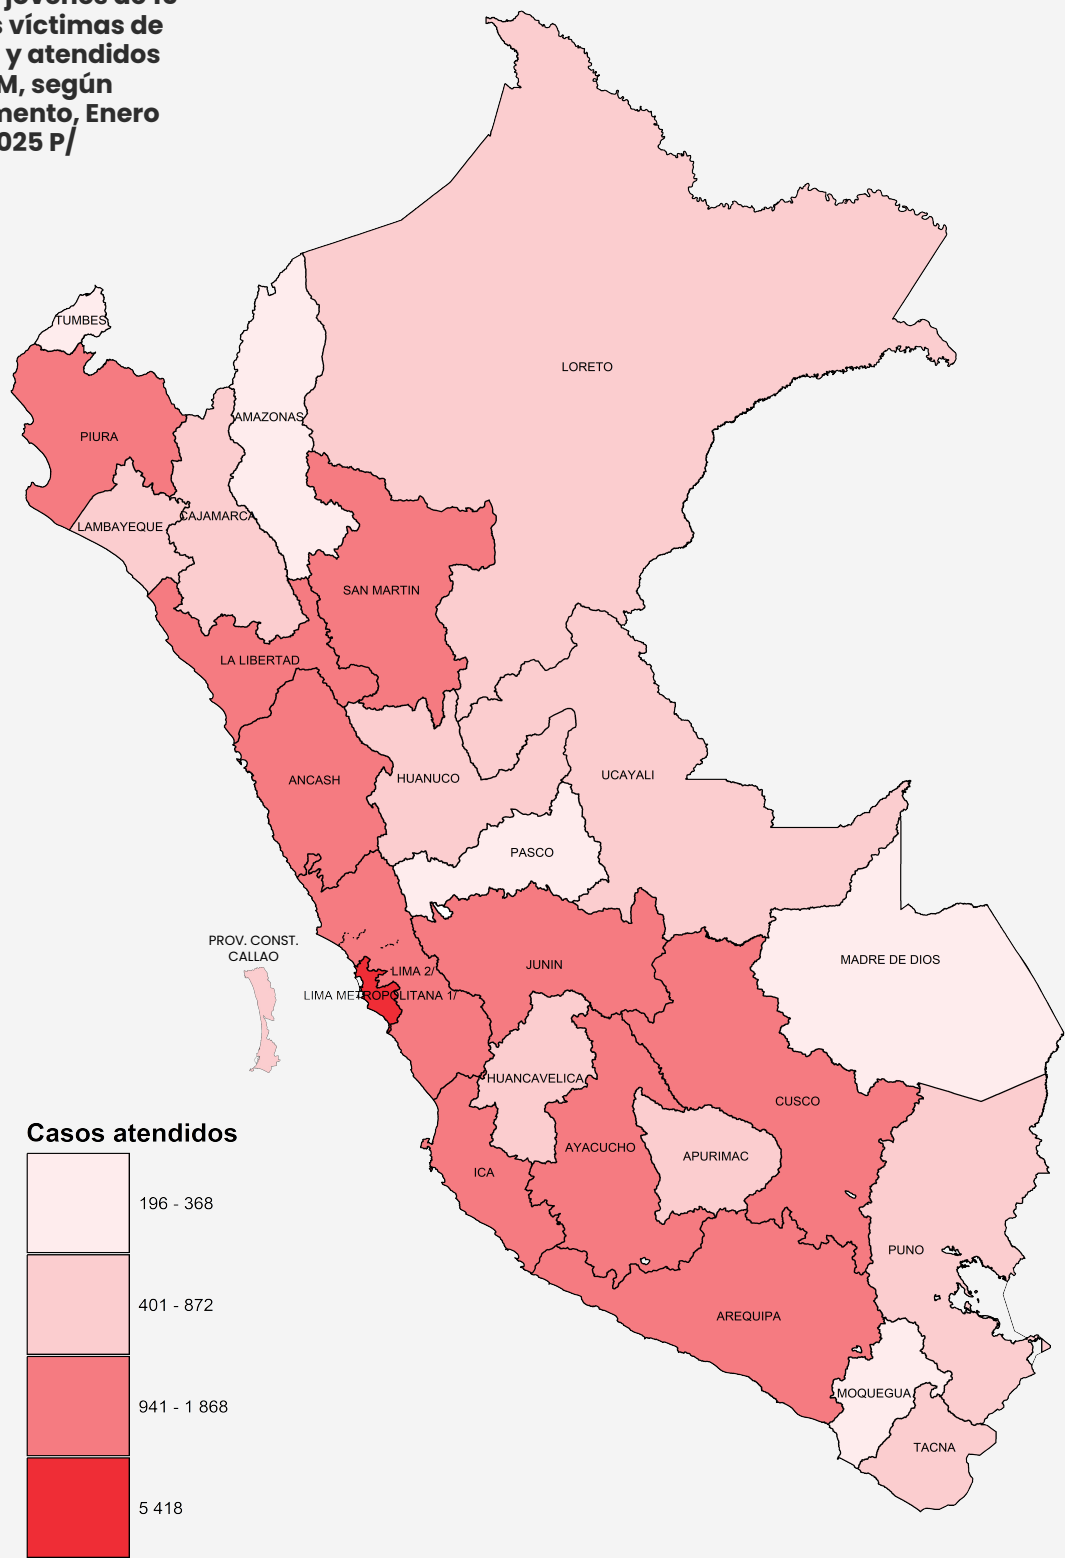 jóvenes de
víctimas de
y atendidos
según
Enero
P/
TUMBES
LORETO
AMAZONAS
PIURA
CAJAMARCA
LAMBAYEQUE
SAN MARTIN
LA LIBERTAD
ANCASH
HUANUCO
UCAYALI
PASCO
PROV. CONST.
CALLAO
MADRE DE DIOS
JUNIN
LIMA 2/
LIMA METROPOLITANA 1/
HUANCAVELICA
CUSCO
AYACUCHO
APURIMAC
ICA
PUNO
AREQUIPA
MOQUEGUA
TACNA
Casos atendidos
196 - 368
401 - 872
941 - 1 868
5 418